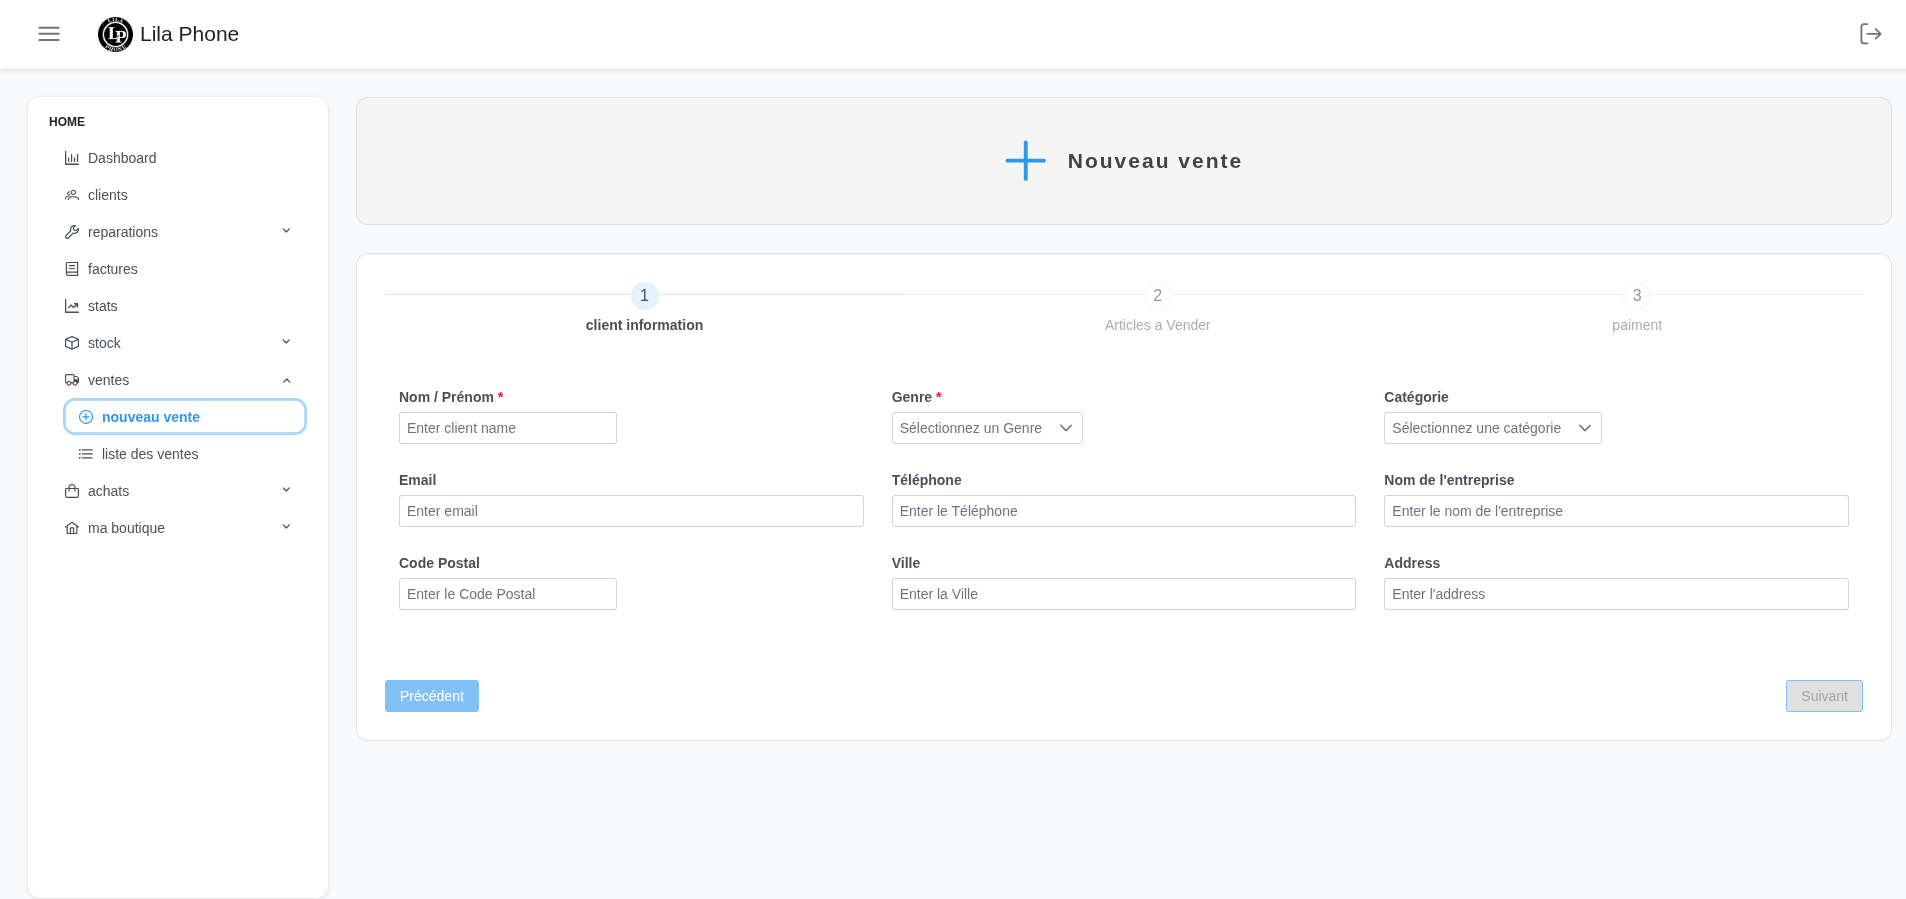 LP
Lila Phone
HOME
Dashboard
clients
reparations
factures
stats
stock
ventes
nouveau vente
liste des ventes
achats
ma boutique
Nouveau vente
1
2
3
client information
Articles a Vender
paiment
Nom / Prénom *
Genre *
Catégorie
Enter client name
Sélectionnez un Genre
Sélectionnez une catégorie
Email
Téléphone
Nom de l'entreprise
Enter email
Enter le Téléphone
Enter le nom de l'entreprise
Code Postal
Ville
Address
Enter le Code Postal
Enter la Ville
Enter l'address
Précédent
Suivant